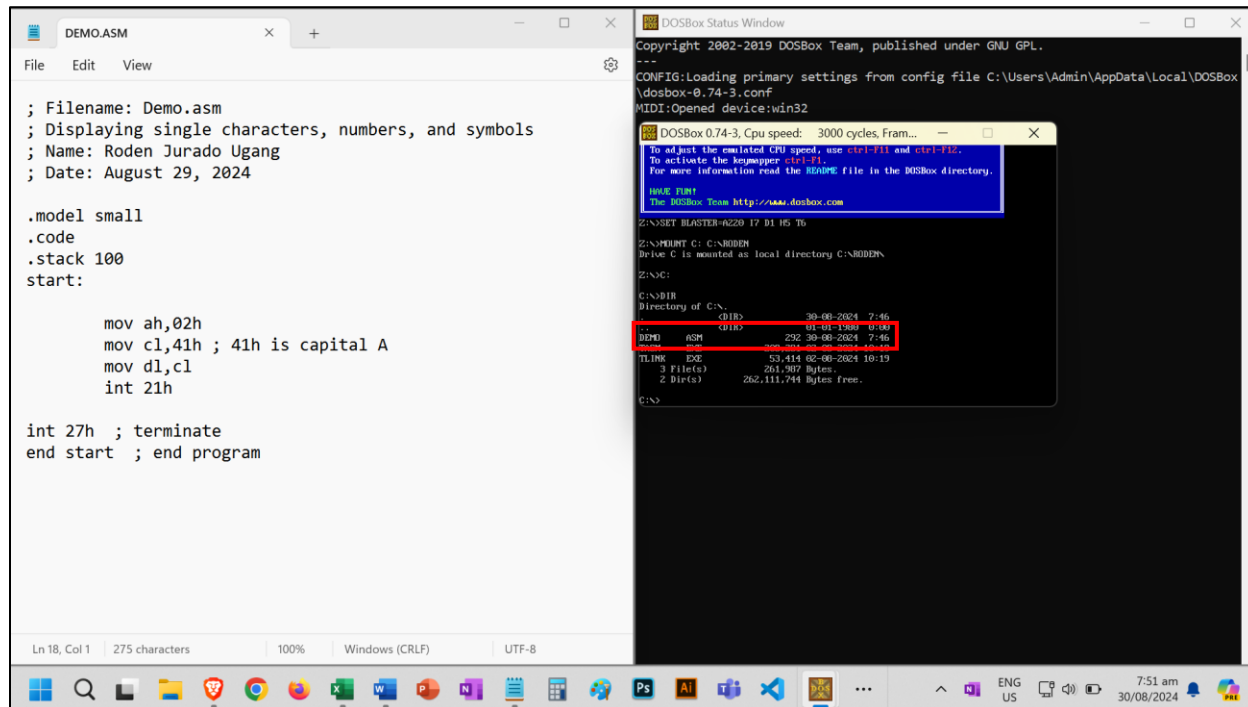 DEMO.ASM
File Edit View
; Filename: Demo.asm
; Displaying single characters, numbers, and symbols
; Name: Roden Jurado Ugang
; Date: August 29, 2024
.model small
.code
.stack 100
start:
mov ah,02h
mov cl,41h ; 41h is capital A
mov dl,cl
int 21h
int 27h ; terminate
end start ; end program
Ln 18, Col 1 275 characters 100% Windows (CRLF) UTF-8
DOSBox Status Window
Copyright 2002-2019 DOSBox Team, published under GNU GPL.
---
CONFIG:Loading primary settings from config file C:\Users\Admin\AppData\Local\DOSBox
\dosbox-0.74-3.conf
MIDI:Opened device:win32
DOSBox 0.74-3, Cpu speed: 3000 cycles, Fram...
To adjust the emulated CPU speed, use ctrl-F11 and ctrl-F12.
To activate the keymapper ctrl-F1.
For more information read the README file in the DOSBox directory.
HAVE FUN!
The DOSBox Team http://www.dosbox.com
Z:\>SET BLASTER=A220 I7 D1 H5 T6
Z:\>MOUNT C: C:\RODEN
Drive C is mounted as local directory C:\RODEN\
Z:\>C:
C:\>DIR
Directory of C:\.
. <DIR> 30-08-2024 7:46
.. <DIR> 01-01-1980 0:00
DEMO ASM 292 30-08-2024 7:46
TLINK EXE 53,414 02-08-2024 10:19
3 File(s) 261,987 Bytes.
2 Dir(s) 262,111,744 Bytes free.
C:\>
Ps Ai
ENG
US
7:51 am
30/08/2024
PRE